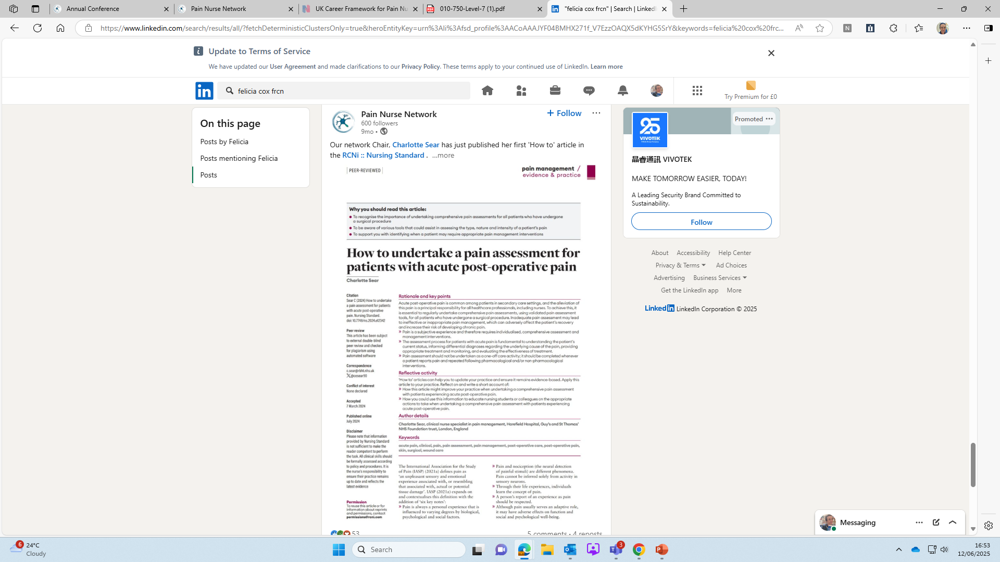 Annual Conference
Pain Nurse Network
UK Career Framework for Pain Nu
010-750-Level-7 (1).pdf
"felicia cox frcn" | Search | LinkedI
https://www.linkedin.com/search/results/all/?fetchDeterministicClustersOnly=true&heroEntityKey=urn%3Ali%3Afsd_profile%3AACoAAAJYF04BMHX271f_V7EzzOAQX5dKYHG5SrY&keywords=felicia%20cox%20frc...
Update to Terms of Service
We have updated our User Agreement and made clarifications to our Privacy Policy. These terms apply to your continued use of LinkedIn. Learn more
felicia cox frcn
Try Premium for £0
On this page
Posts by Felicia
Posts mentioning Felicia
Posts
Pain Nurse Network
600 followers
9mo •
+ Follow
Our network Chair, Charlotte Sear has just published her first 'How to' article in
the RCNi :: Nursing Standard . ...more
PEER-REVIEWED
pain management /
evidence & practice
Why you should read this article:
● To recognise the importance of undertaking comprehensive pain assessments for all patients who have undergone
a surgical procedure
● To be aware of various tools that could assist in assessing the type, nature and intensity of a patient's pain
● To support you with identifying when a patient may require appropriate pain management interventions
How to undertake a pain assessment for
patients with acute post-operative pain
Charlotte Sear
Citation
Sear C (2024) How to undertake
a pain assessment for patients
with acute post-operative
pain. Nursing Standard.
doi: 10.7748/ns.2024.e12342
Peer review
This article has been subject
to external double-blind
peer review and checked
for plagiarism using
automated software
Correspondence
c.sear@rbht.nhs.uk
@cesear90
Conflict of interest
None declared
Accepted
7 March 2024
Published online
July 2024
Disclaimer
Please note that information
provided by Nursing Standard
is not sufficient to make the
reader competent to perform
the task. All clinical skills should
be formally assessed according
to policy and procedures. It is
the nurse's responsibility to
ensure their practice remains
up to date and reflects the
latest evidence
Permission
To reuse this article or for
information about reprints
and permissions, contact
permissions@rcni.com
Rationale and key points
Acute post-operative pain is common among patients in secondary care settings, and the alleviation of
this pain is a principal responsibility for all healthcare professionals, including nurses. To achieve this, it
is essential to regularly undertake comprehensive pain assessments, using validated pain assessment
tools, for all patients who have undergone a surgical procedure. Inadequate pain assessment may lead
to ineffective or inappropriate pain management, which can adversely affect the patient's recovery
and increase their risk of developing chronic pain.
» Pain is a subjective experience and therefore requires individualised, comprehensive assessment and
management interventions.
» The assessment process for patients with acute pain is fundamental to understanding the patient's
current status, informing differential diagnoses regarding the underlying cause of the pain, providing
appropriate treatment and monitoring, and evaluating the effectiveness of treatment.
» Pain assessment should not be undertaken as a one-off care activity; it should be completed whenever
a patient reports pain and repeated following pharmacological and/or non-pharmacological
interventions.
Reflective activity
'How to' articles can help you to update your practice and ensure it remains evidence-based. Apply this
article to your practice. Reflect on and write a short account of:
» How this article might improve your practice when undertaking a comprehensive pain assessment
with patients experiencing acute post-operative pain.
» How you could use this information to educate nursing students or colleagues on the appropriate
actions to take when undertaking a comprehensive pain assessment with patients experiencing
acute post-operative pain.
Author details
Charlotte Sear, clinical nurse specialist in pain management, Harefield Hospital, Guy's and St Thomas'
NHS Foundation trust, London, England
Keywords
acute pain, clinical, pain, pain assessment, pain management, post-operative care, post-operative pain,
skin, surgical, wound care
The International Association for the Study
of Pain (IASP) (2021a) defines pain as
'an unpleasant sensory and emotional
experience associated with, or resembling
that associated with, actual or potential
tissue damage'. IASP (2021a) expands on
and contextualises this definition with the
addition of 'six key notes':
» Pain is always a personal experience that is
influenced to varying degrees by biological,
psychological and social factors.
» Pain and nociception (the neural detection
of painful stimuli) are different phenomena.
Pain cannot be inferred solely from activity in
sensory neurons.
» Through their life experiences, individuals
learn the concept of pain.
» A person's report of an experience as pain
should be respected.
» Although pain usually serves an adaptive role,
it may have adverse effects on function and
social and psychological well-being.
53
5 comments • 4 reposts
Promoted
25
VIVOTEK
晶睿通訊 VIVOTEK
MAKE TOMORROW EASIER, TODAY!
A Leading Security Brand Committed to
Sustainability.
Follow
About Accessibility Help Center
Privacy & Terms Ad Choices
Advertising Business Services
Get the LinkedIn app More
LinkedIn LinkedIn Corporation © 2025
Messaging
6
24°C
Cloudy
Search
3
16:53
12/06/2025